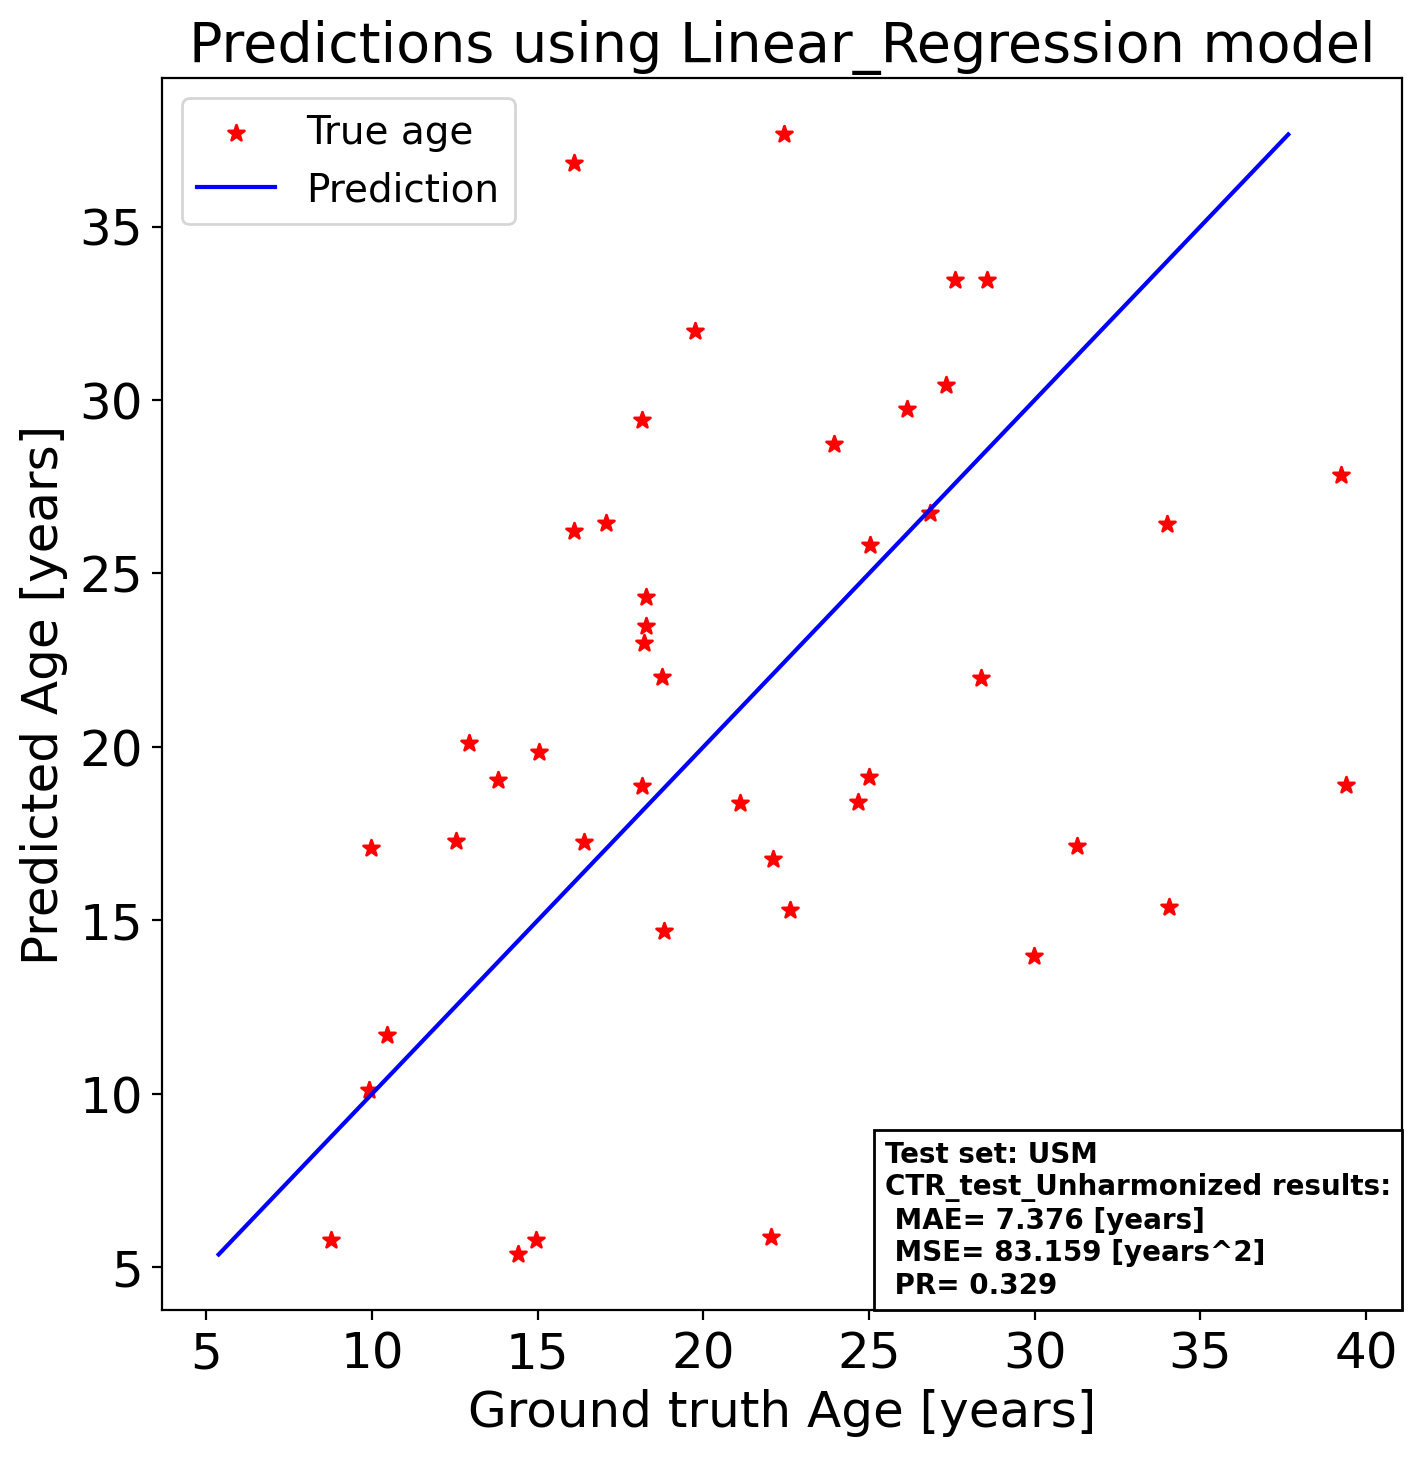 Predictions using Linear_Regression model
True age
Prediction
Predicted Age [years]
35
30
25
20
15
10
5
5 10 15 20 25 30 35 40
Ground truth Age [years]
Test set: USM
CTR_test_Unharmonized results:
MAE= 7.376 [years]
MSE= 83.159 [years^2]
PR= 0.329